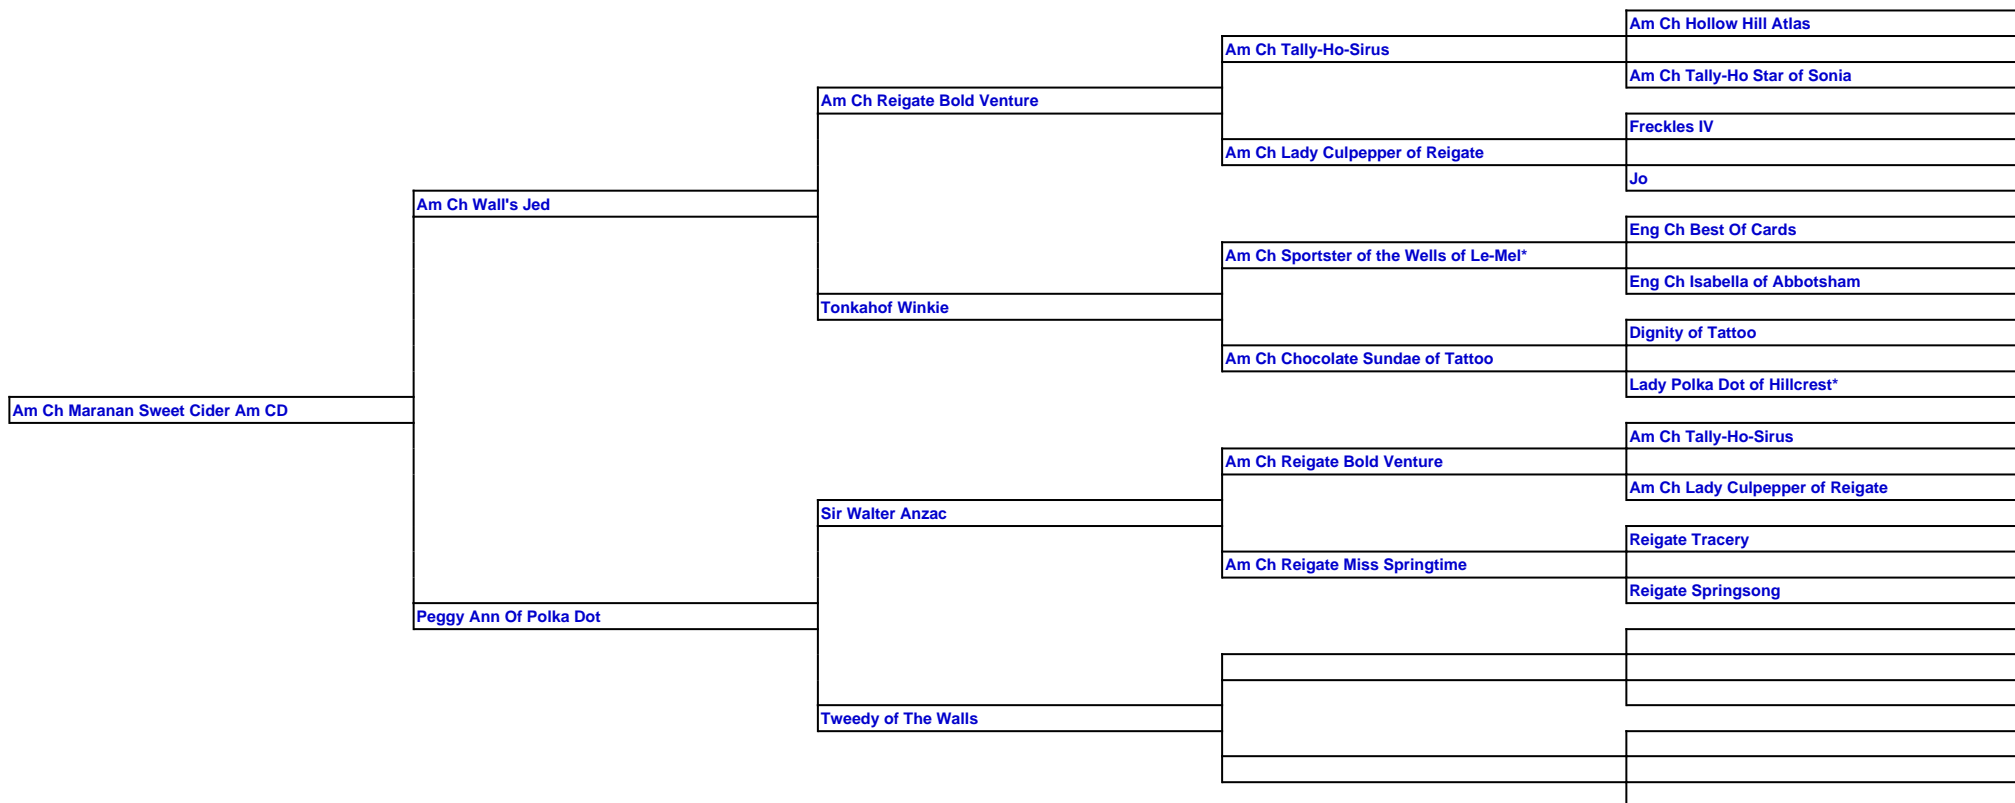 Am Ch Hollow Hill Atlas
Am Ch Tally-Ho-Sirus
Am Ch Tally-Ho Star of Sonia
Am Ch Reigate Bold Venture
Freckles IV
Am Ch Lady Culpepper of Reigate
Jo
Am Ch Wall's Jed
Eng Ch Best Of Cards
Am Ch Sportster of the Wells of Le-Mel*
Eng Ch Isabella of Abbotsham
Tonkahof Winkie
Dignity of Tattoo
Am Ch Chocolate Sundae of Tattoo
Lady Polka Dot of Hillcrest*
Am Ch Maranan Sweet Cider Am CD
Am Ch Tally-Ho-Sirus
Am Ch Reigate Bold Venture
Am Ch Lady Culpepper of Reigate
Sir Walter Anzac
Reigate Tracery
Am Ch Reigate Miss Springtime
Reigate Springsong
Peggy Ann Of Polka Dot
Tweedy of The Walls